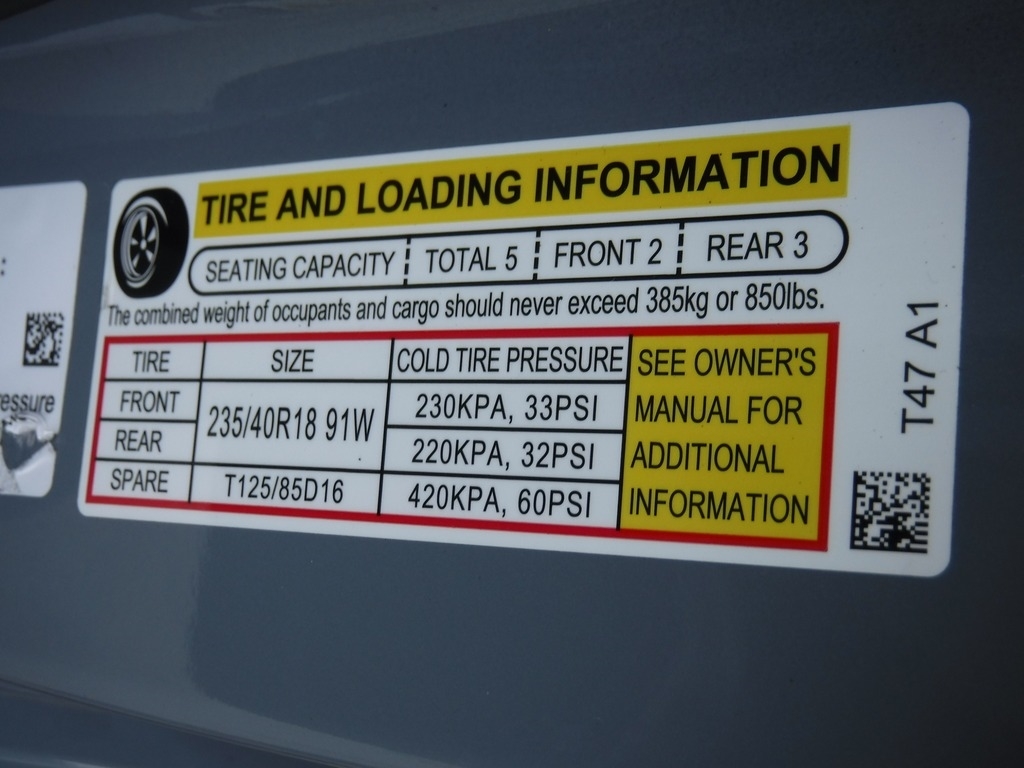 TIRE AND LOADING INFORMATION
SEATING CAPACITY TOTAL 5 FRONT 2 REAR 3
The combined weight of occupants and cargo should never exceed 385kg or 850lbs.
TIRE SIZE COLD TIRE PRESSURE SEE OWNER'S
FRONT 235/40R18 91W 230KPA, 33PSI MANUAL FOR
REAR 220KPA, 32PSI ADDITIONAL
SPARE T125/85D16 420KPA, 60PSI INFORMATION
T47 A1
essure